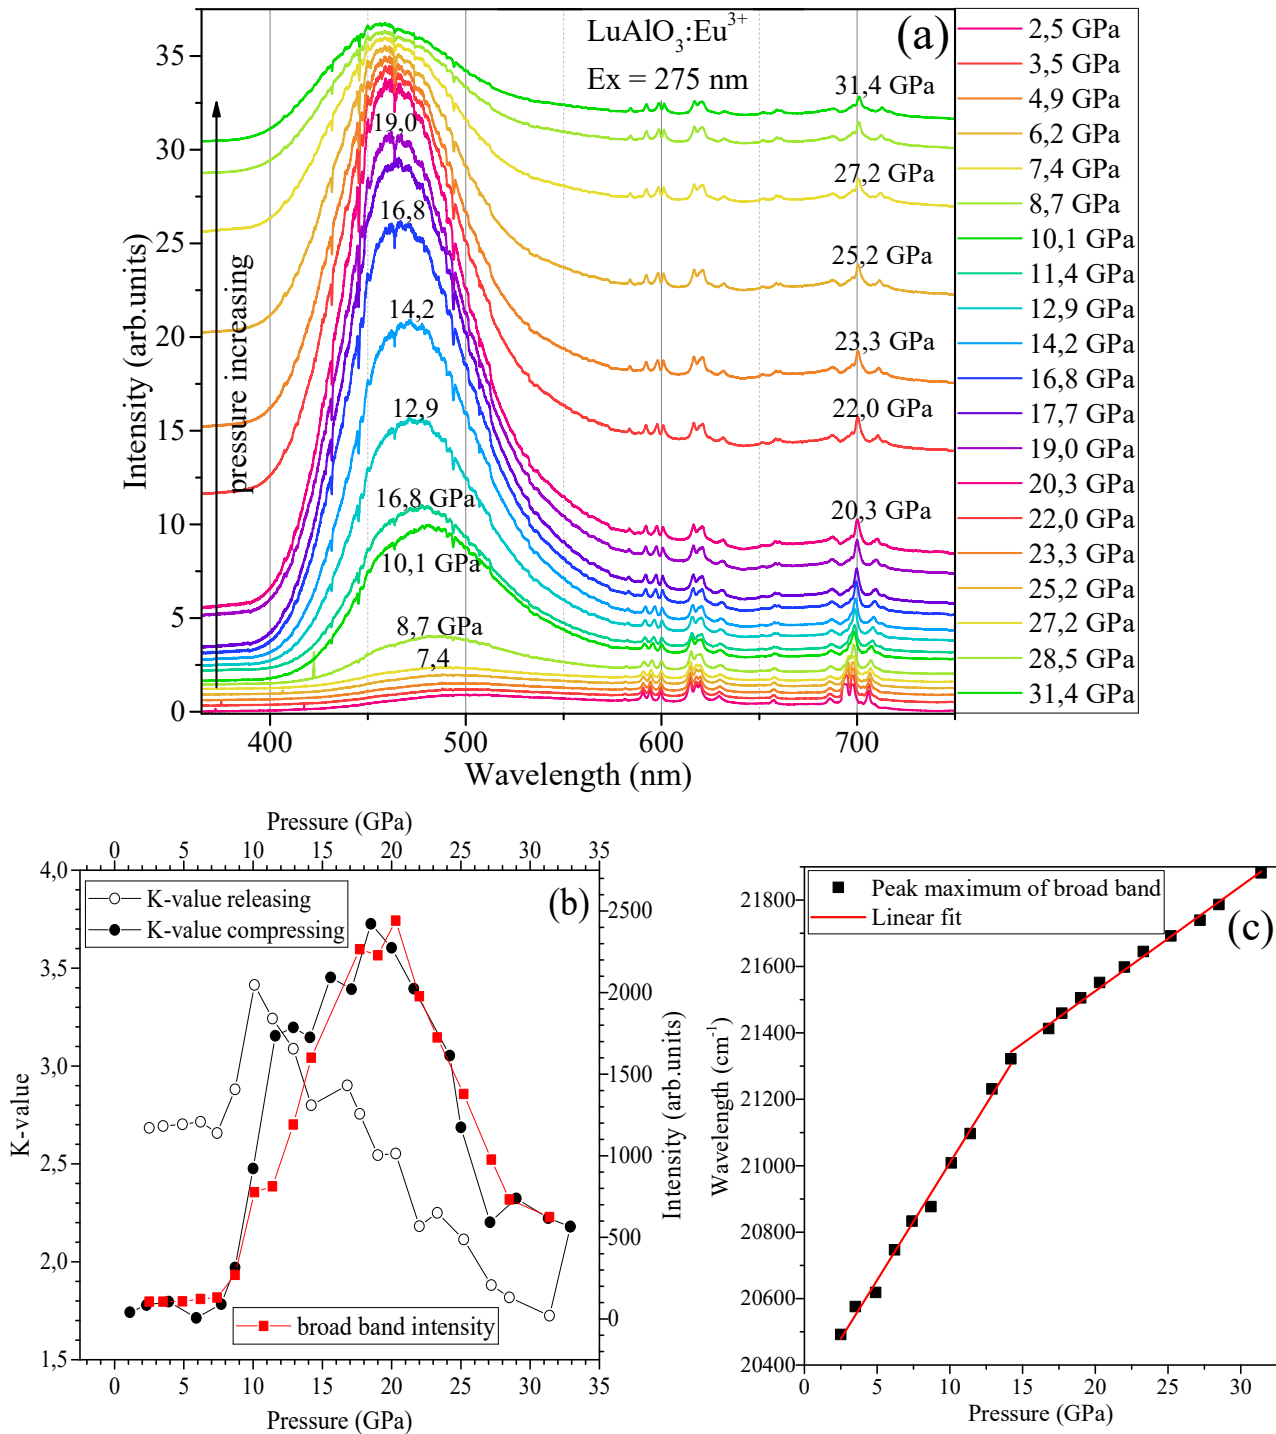 LuAlO3:Eu3+
(a)
Ex = 275 nm
2,5 GPa
3,5 GPa
4,9 GPa
6,2 GPa
7,4 GPa
8,7 GPa
10,1 GPa
11,4 GPa
12,9 GPa
14,2 GPa
16,8 GPa
17,7 GPa
19,0 GPa
20,3 GPa
22,0 GPa
23,3 GPa
25,2 GPa
27,2 GPa
28,5 GPa
31,4 GPa
31,4 GPa
27,2 GPa
25,2 GPa
23,3 GPa
22,0 GPa
20,3 GPa
19,0
16,8
14,2
12,9
16,8 GPa
10,1 GPa
8,7 GPa
7,4
pressure increasing
Intensity (arb.units)
35
30
25
20
15
10
5
0
400 500 600 700
Wavelength (nm)
Pressure (GPa)
0 5 10 15 20 25 30 35
(b)
K-value releasing
K-value compressing
broad band intensity
K-value
4,0
3,5
3,0
2,5
2,0
1,5
Intensity (arb.units)
2500
2000
1500
1000
500
0
0 5 10 15 20 25 30 35
Pressure (GPa)
(c)
Peak maximum of broad band
Linear fit
Wavelength (cm-1)
21800
21600
21400
21200
21000
20800
20600
20400
0 5 10 15 20 25 30
Pressure (GPa)